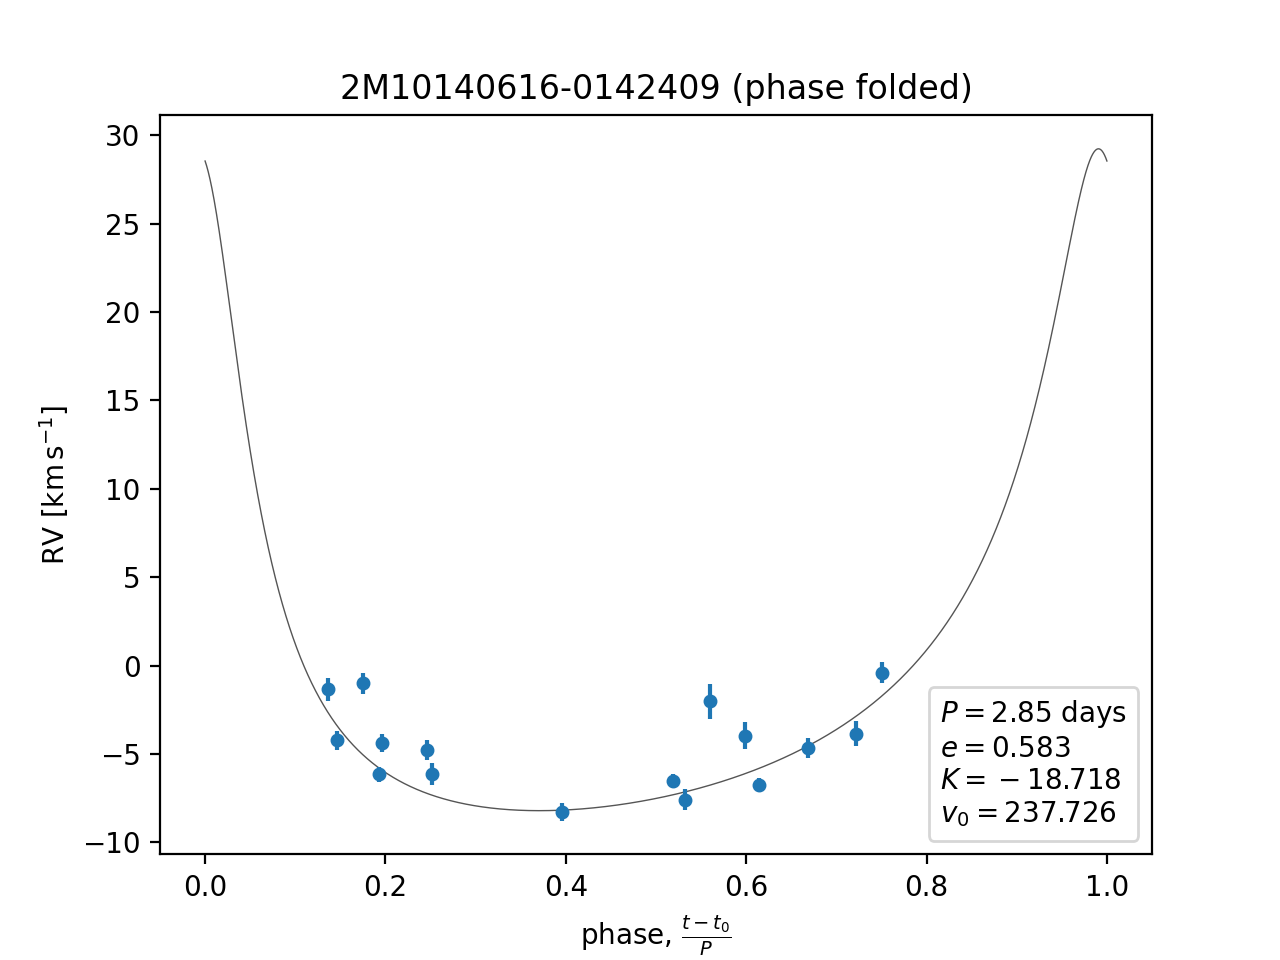 2M10140616-0142409 (phase folded)
RV [km s⁻¹]
30
25
20
15
10
5
0
−5
−10
0.0 0.2 0.4 0.6 0.8 1.0
phase, (t − t₀)/P
P = 2.85 days
e = 0.583
K = −18.718
v₀ = 237.726